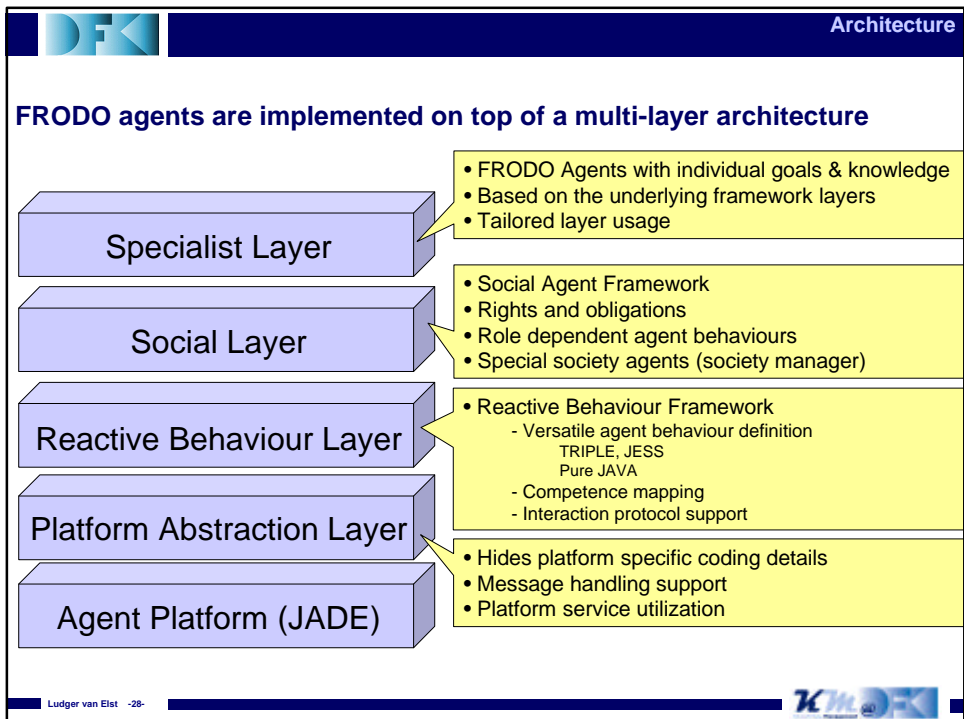 DFKI
Architecture
FRODO agents are implemented on top of a multi-layer architecture
Specialist Layer
• FRODO Agents with individual goals & knowledge
• Based on the underlying framework layers
• Tailored layer usage
Social Layer
• Social Agent Framework
• Rights and obligations
• Role dependent agent behaviours
• Special society agents (society manager)
Reactive Behaviour Layer
• Reactive Behaviour Framework
- Versatile agent behaviour definition
TRIPLE, JESS
Pure JAVA
- Competence mapping
- Interaction protocol support
Platform Abstraction Layer
• Hides platform specific coding details
• Message handling support
• Platform service utilization
Agent Platform (JADE)
Ludger van Elst -28-
KM@DFKI